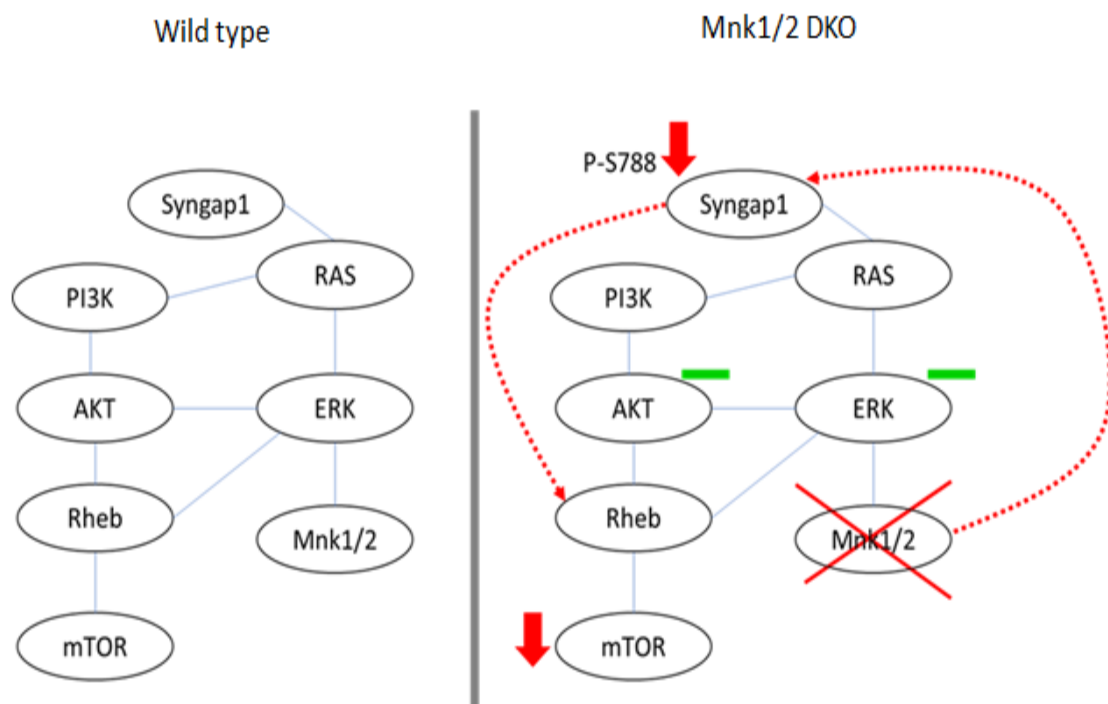 Wild type
Syngap1
RAS
PI3K
AKT
ERK
Rheb
Mnk1/2
mTOR
Mnk1/2 DKO
P-S788
Syngap1
RAS
PI3K
AKT
ERK
Rheb
Mnk1/2
mTOR